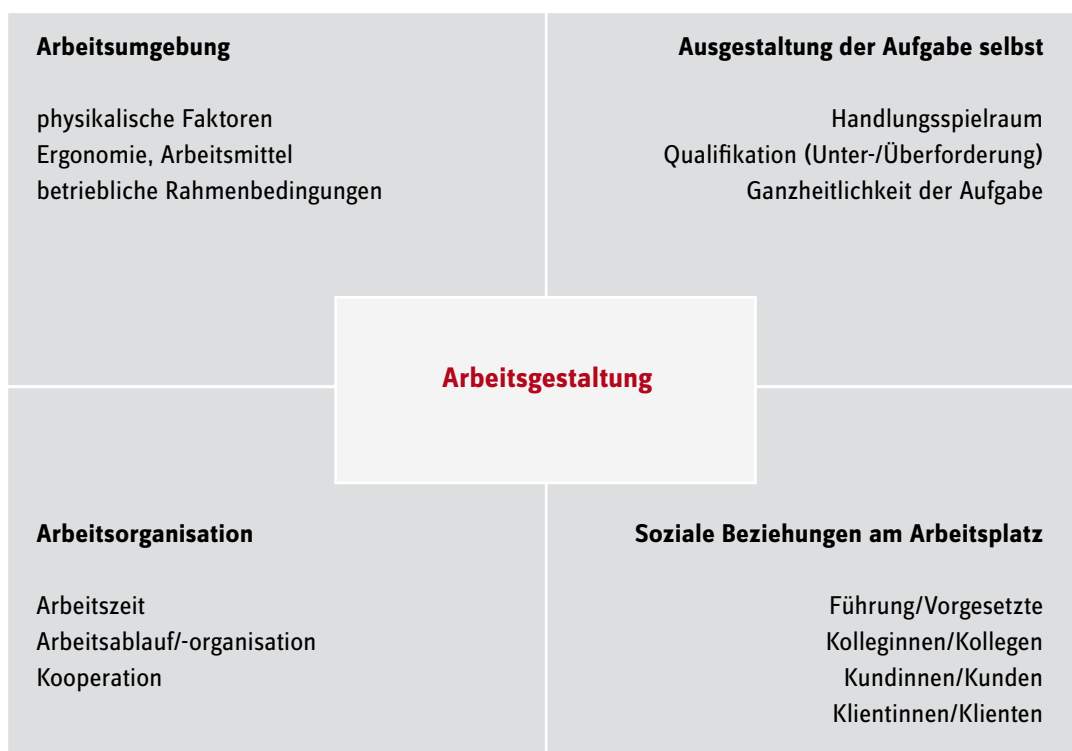 Arbeitsumgebung
physikalische Faktoren
Ergonomie, Arbeitsmittel
betriebliche Rahmenbedingungen
Ausgestaltung der Aufgabe selbst
Handlungsspielraum
Qualifikation (Unter-/Überforderung)
Ganzheitlichkeit der Aufgabe
Arbeitsgestaltung
Arbeitsorganisation
Arbeitszeit
Arbeitsablauf/-organisation
Kooperation
Soziale Beziehungen am Arbeitsplatz
Führung/Vorgesetzte
Kolleginnen/Kollegen
Kundinnen/Kunden
Klientinnen/Klienten